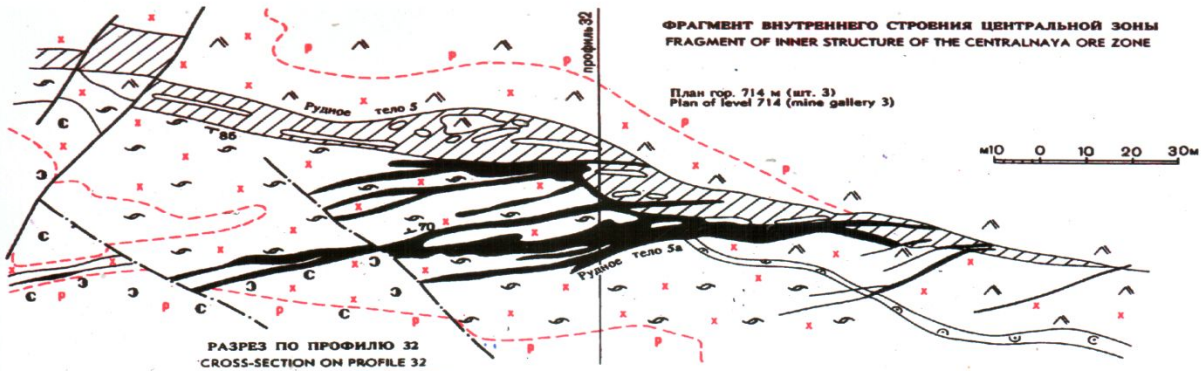 ФРАГМЕНТ ВНУТРЕННЕГО СТРОЕНИЯ ЦЕНТРАЛЬНОЙ ЗОНЫ
FRAGMENT OF INNER STRUCTURE OF THE CENTRALNAYA ORE ZONE
План гор. 714 м (шт. 3)
Plan of level 714 (mine gallery 3)
м10 0 10 20 30м
профиль 32
Рудное тело 5
85
70
Рудное тело 5а
РАЗРЕЗ ПО ПРОФИЛЮ 32
CROSS-SECTION ON PROFILE 32